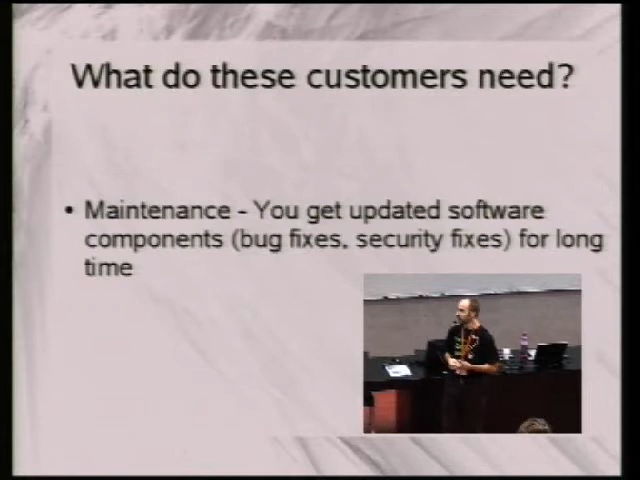 What do these customers need?
• Maintenance - You get updated software
components (bug fixes, security fixes) for long
time